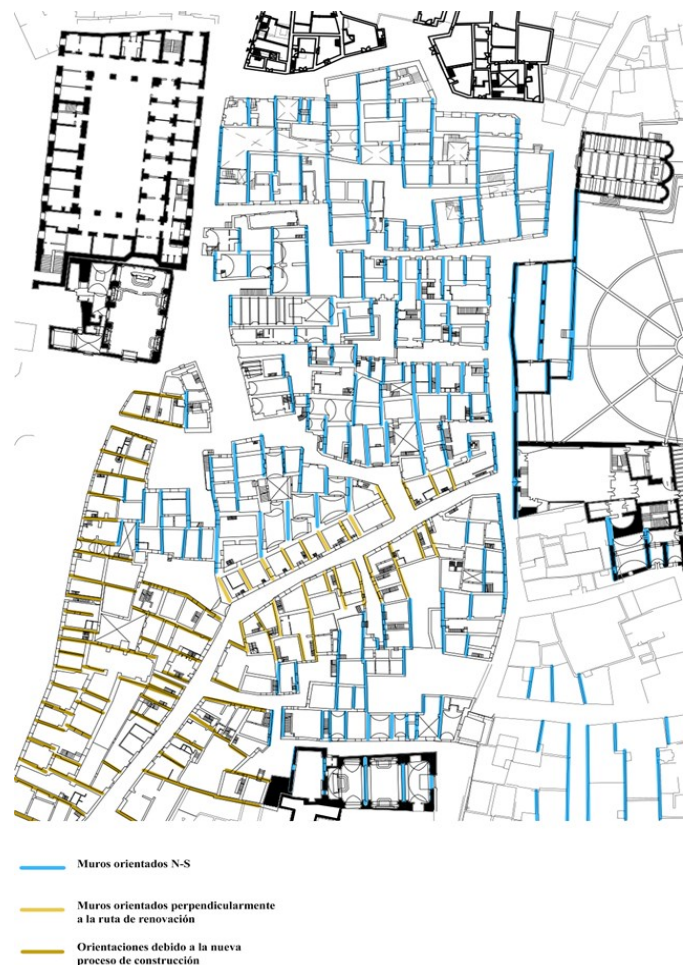 Muros orientados N-S
Muros orientados perpendicularmente
a la ruta de renovación
Orientaciones debido a la nueva
proceso de construcción